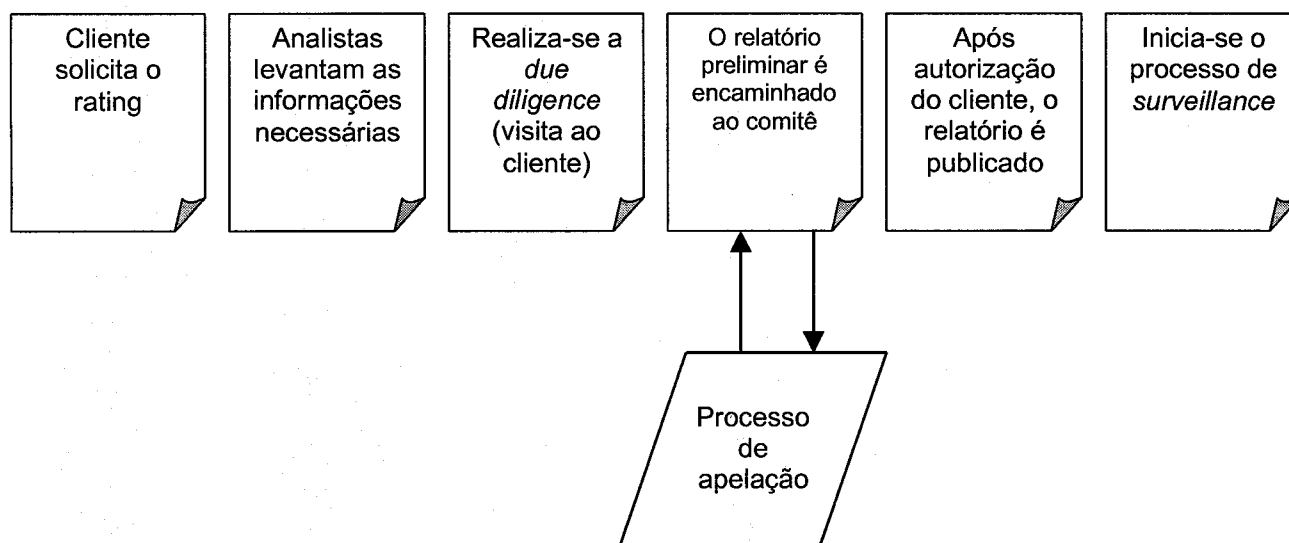 Cliente
solicita o
rating
Analistas
levantam as
informações
necessárias
Realiza-se a
due
diligence
(visita ao
cliente)
O relatório
preliminar é
encaminhado
ao comitê
Após
autorização
do cliente, o
relatório é
publicado
Inicia-se o
processo de
surveillance
Processo
de
apelação